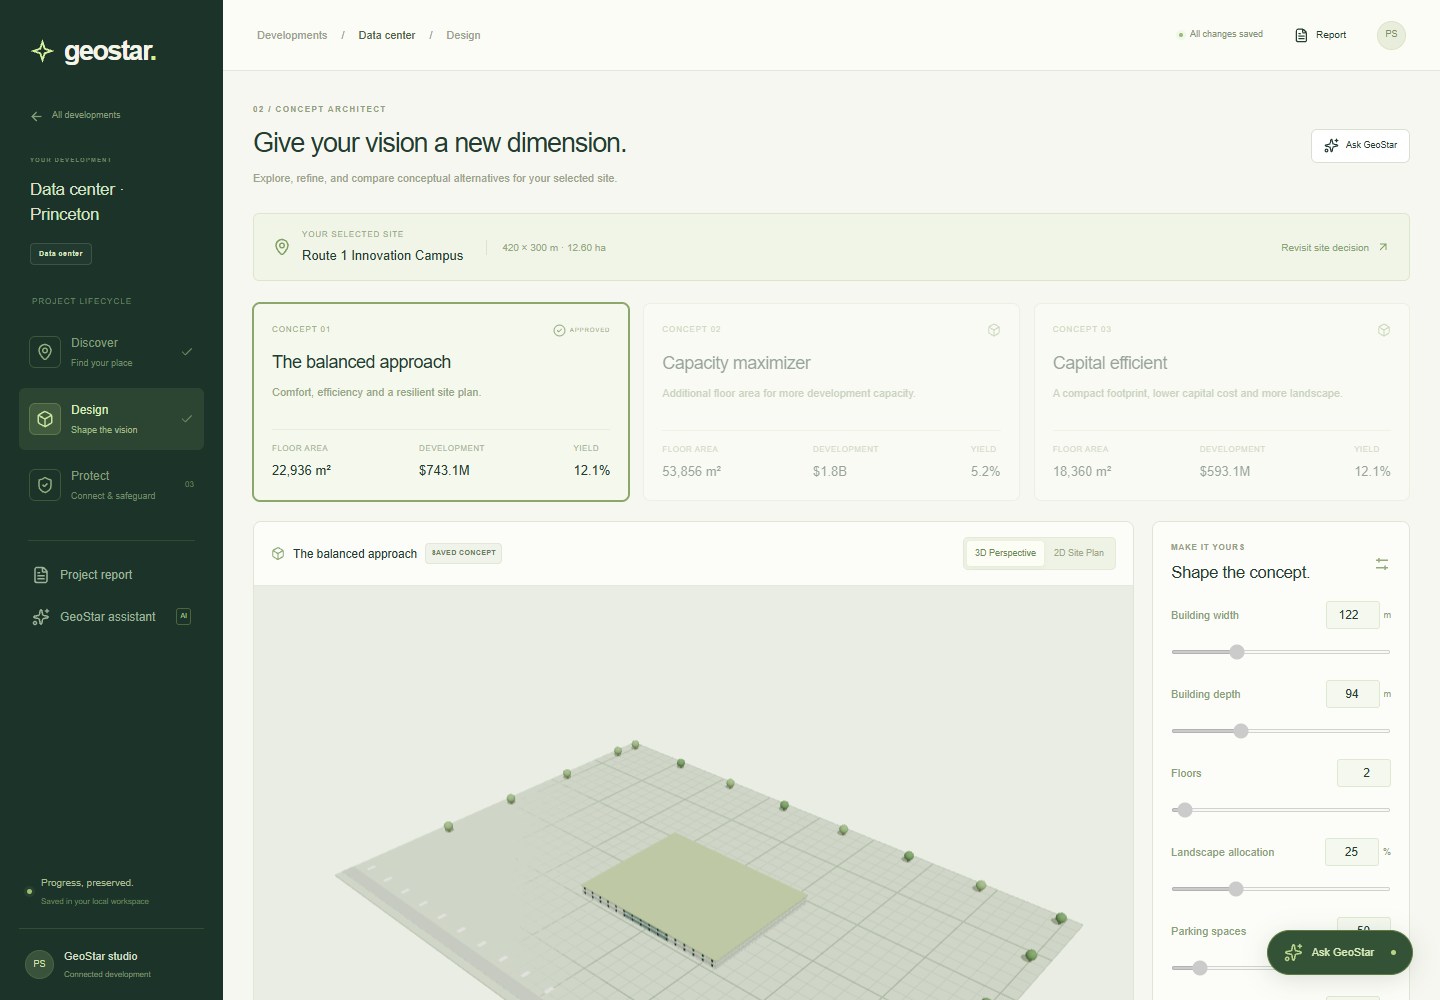 geostar.
All developments
YOUR DEVELOPMENT
Data center ·
Princeton
Data center
PROJECT LIFECYCLE
Discover
Find your place
Design
Shape the vision
Protect
Connect & safeguard
03
Project report
GeoStar assistant
AI
Progress, preserved.
Saved in your local workspace
PS
GeoStar studio
Connected development
Developments / Data center / Design
All changes saved
Report
PS
02 / CONCEPT ARCHITECT
Give your vision a new dimension.
Explore, refine, and compare conceptual alternatives for your selected site.
Ask GeoStar
YOUR SELECTED SITE
Route 1 Innovation Campus
420 × 300 m · 12.60 ha
Revisit site decision
CONCEPT 01
APPROVED
The balanced approach
Comfort, efficiency and a resilient site plan.
FLOOR AREA DEVELOPMENT YIELD
22,936 m² $743.1M 12.1%
CONCEPT 02
Capacity maximizer
Additional floor area for more development capacity.
FLOOR AREA DEVELOPMENT YIELD
53,856 m² $1.8B 5.2%
CONCEPT 03
Capital efficient
A compact footprint, lower capital cost and more landscape.
FLOOR AREA DEVELOPMENT YIELD
18,360 m² $593.1M 12.1%
The balanced approach
SAVED CONCEPT
3D Perspective
2D Site Plan
MAKE IT YOURS
Shape the concept.
Building width 122 m
Building depth 94 m
Floors 2
Landscape allocation 25 %
Parking spaces
Ask GeoStar